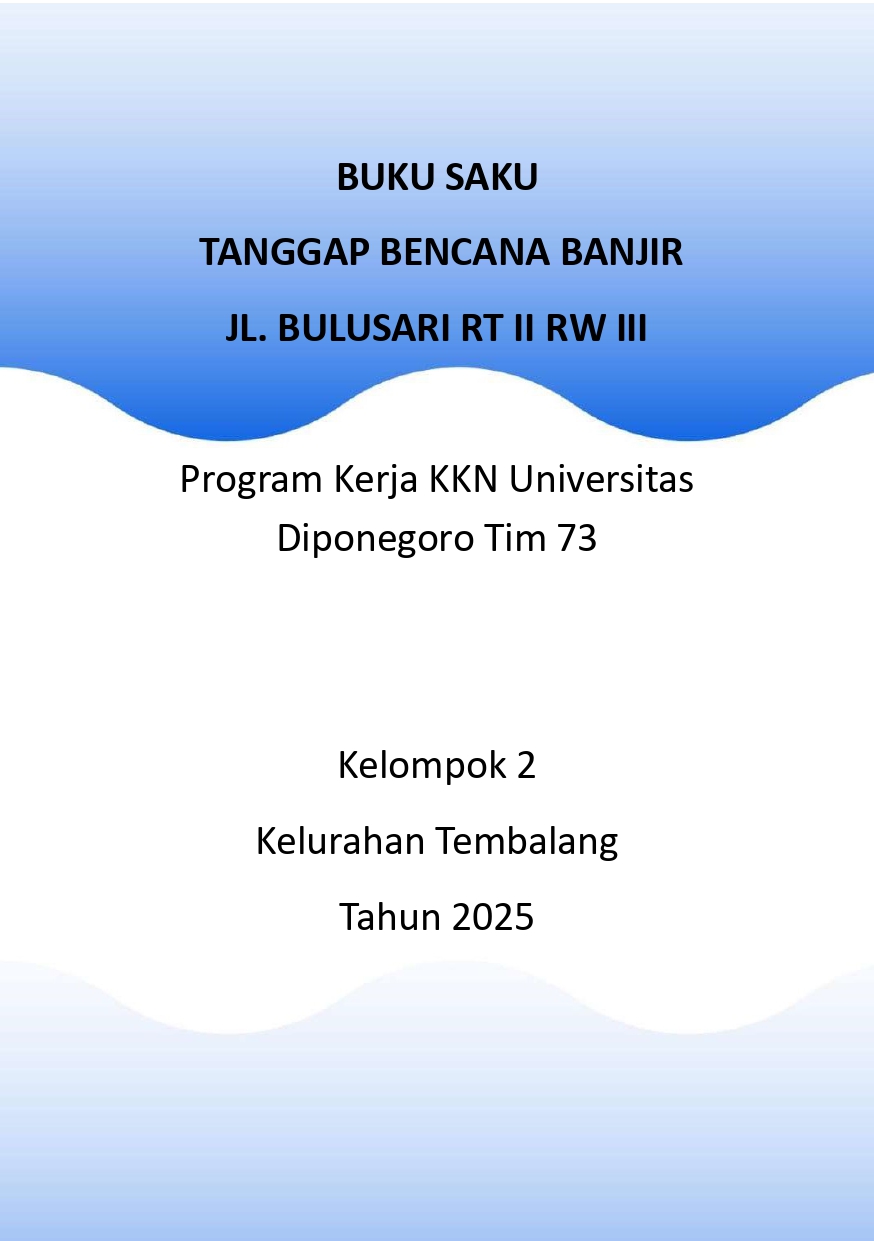 BUKU SAKU
TANGGAP BENCANA BANJIR
JL. BULUSARI RT II RW III
Program Kerja KKN Universitas
Diponegoro Tim 73
Kelompok 2
Kelurahan Tembalang
Tahun 2025